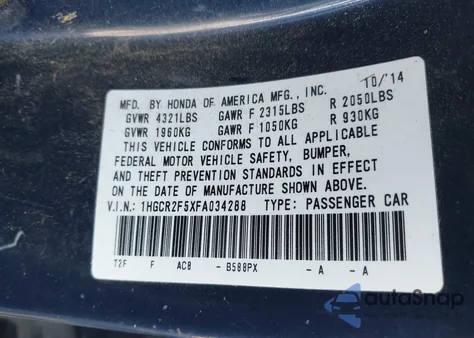 10/'14
MFD. BY HONDA OF AMERICA MFG., INC.
GVWR 4321LBS GAWR F 2315LBS R 2050LBS
GVWR 1960KG GAWR F 1050KG R 930KG
THIS VEHICLE CONFORMS TO ALL APPLICABLE
FEDERAL MOTOR VEHICLE SAFETY, BUMPER,
AND THEFT PREVENTION STANDARDS IN EFFECT
ON THE DATE OF MANUFACTURE SHOWN ABOVE.
V.I.N.: 1HGCR2F5XFA034288 TYPE: PASSENGER CAR
T2F F AC8 - B588PX - A - A
autoSnap